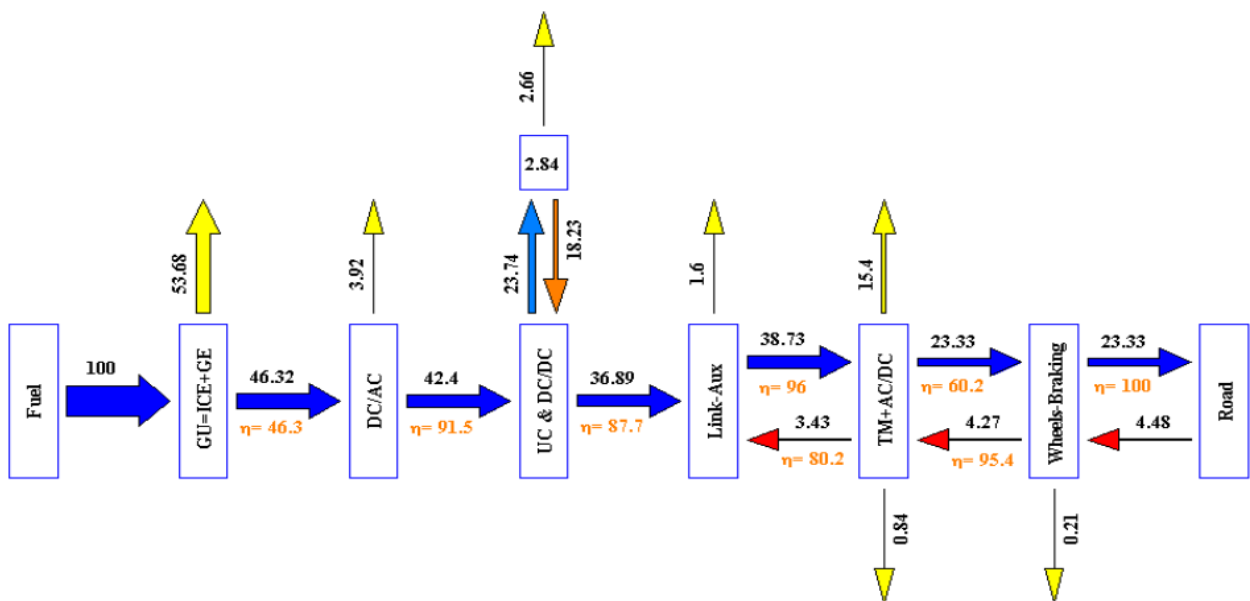 2.66
2.84
53.68
3.92
23.74
18.23
1.6
15.4
Fuel
100
GU=ICE+GE
46.32
η= 46.3
DC/AC
42.4
η= 91.5
UC & DC/DC
36.89
η= 87.7
Link-Aux
38.73
η= 96
3.43
η= 80.2
TM+AC/DC
23.33
η= 60.2
4.27
η= 95.4
Wheels-Braking
23.33
η= 100
4.48
Road
0.84
0.21